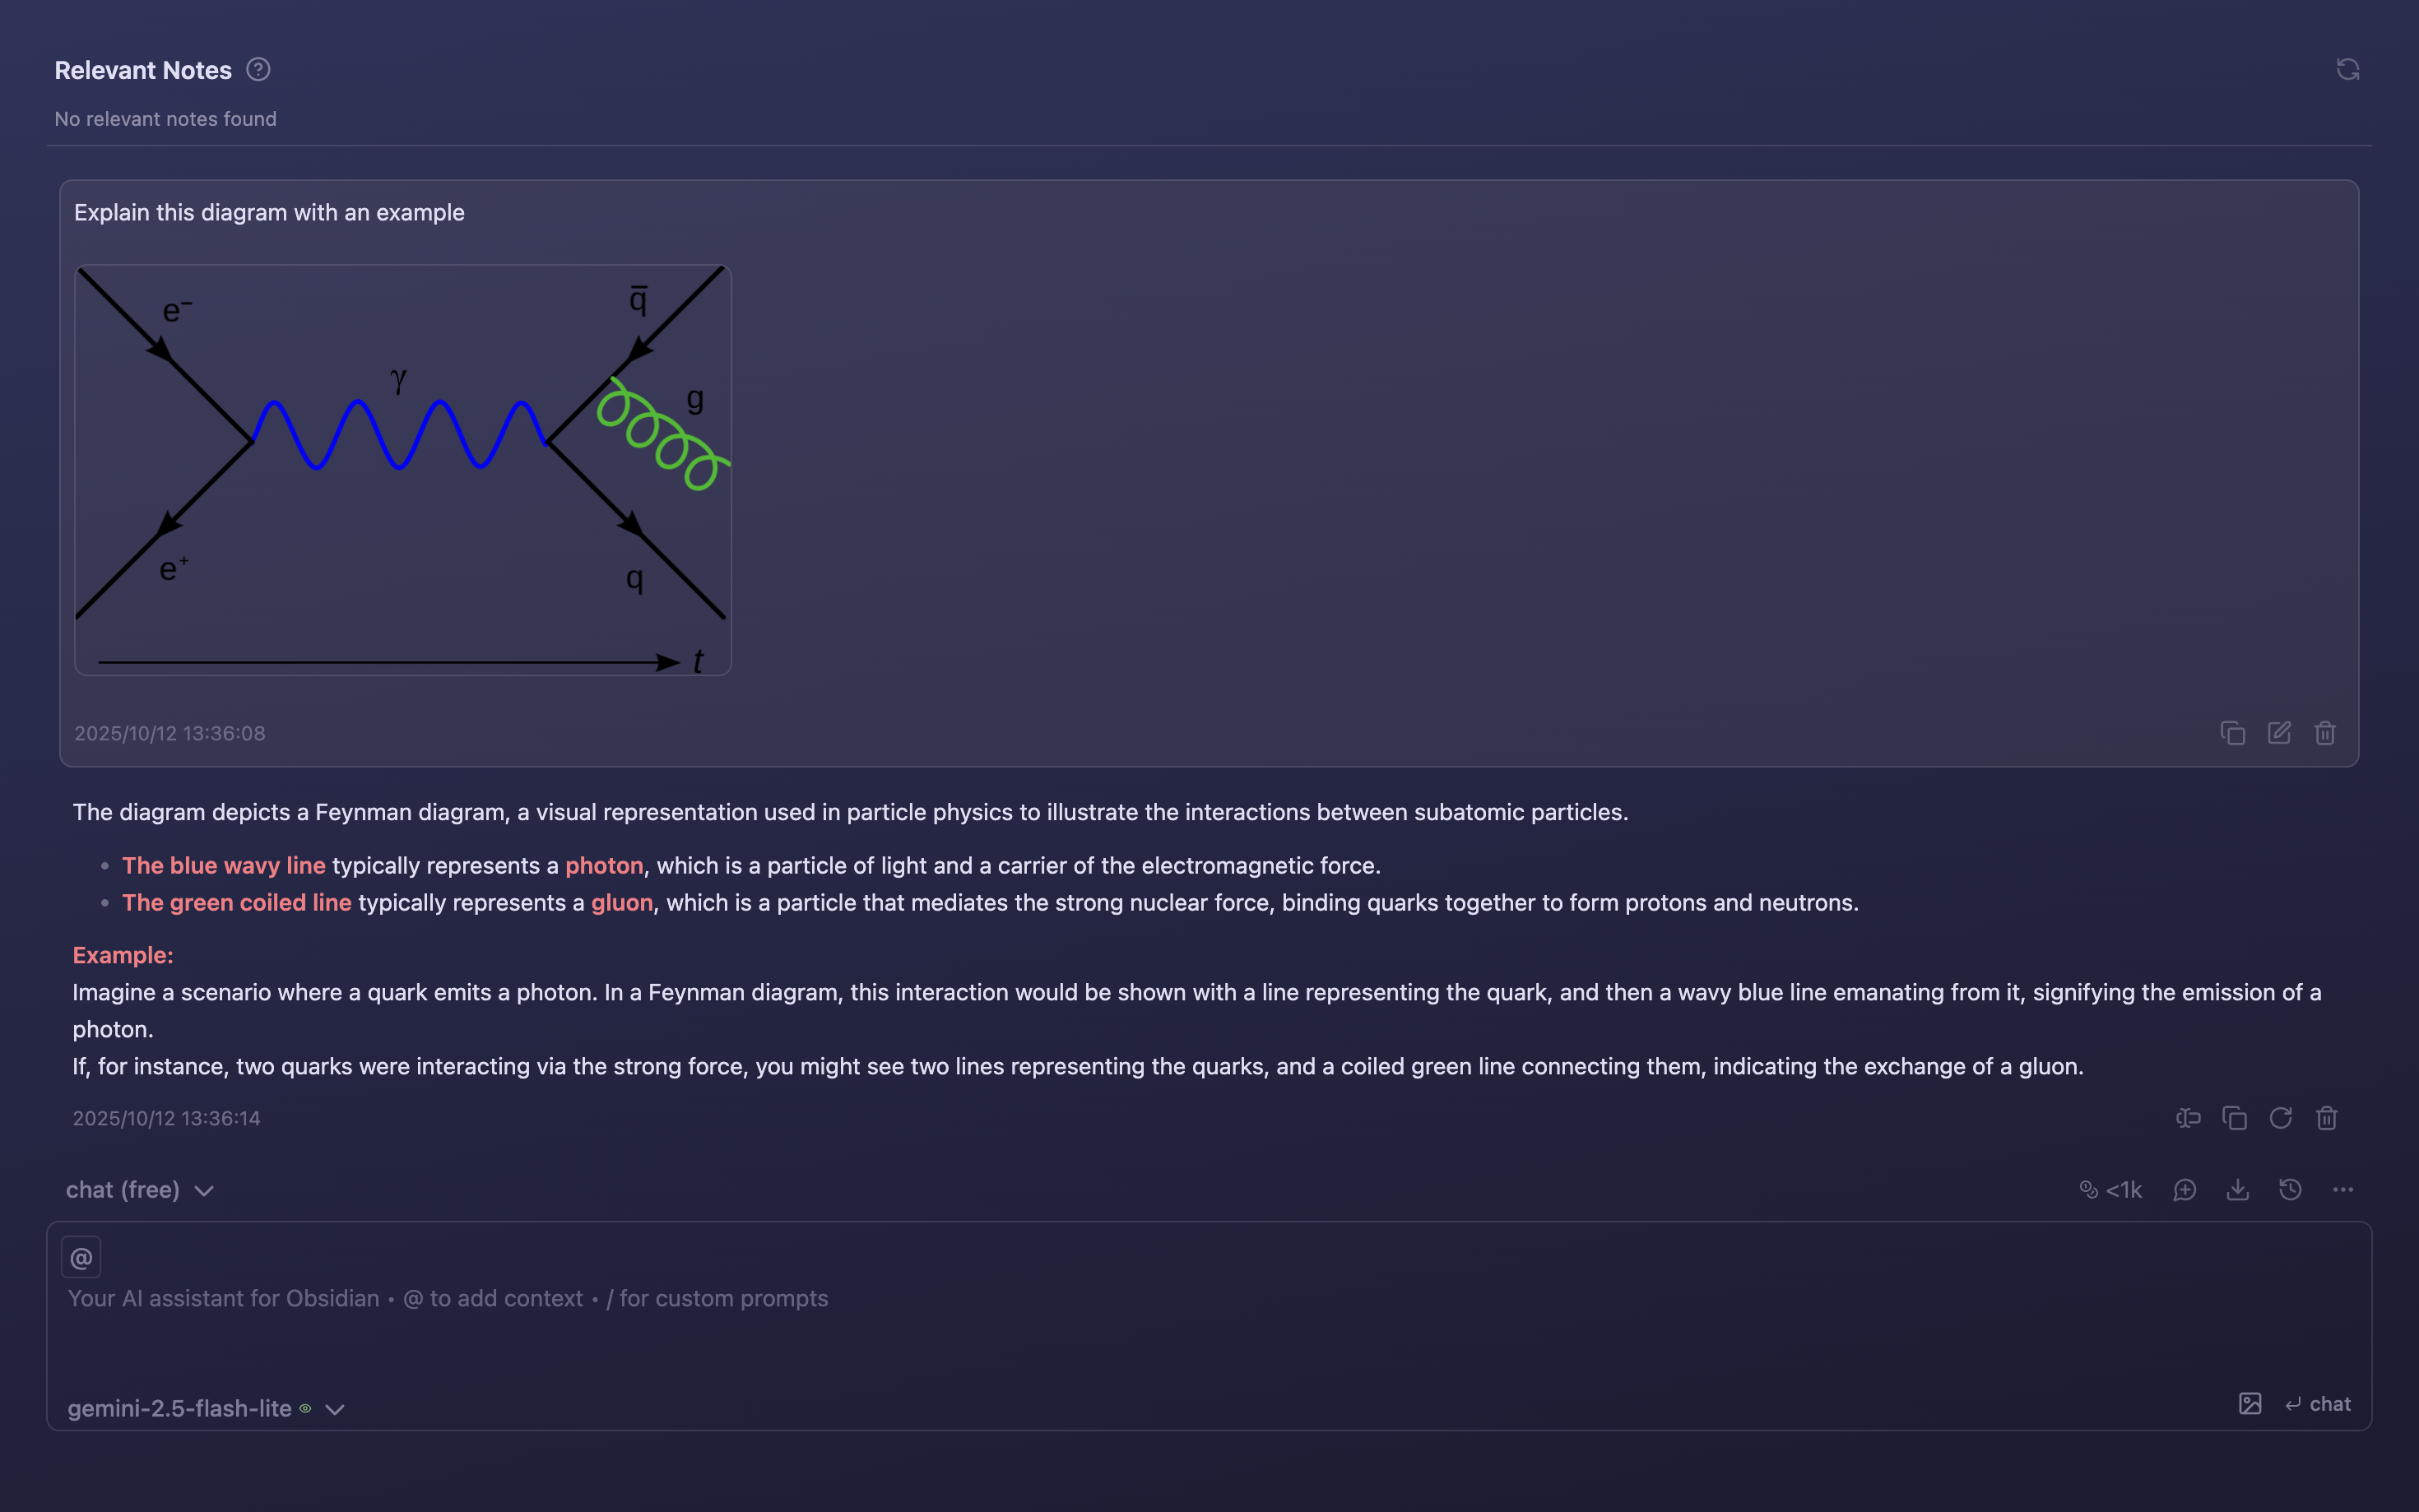 Relevant Notes
No relevant notes found
Explain this diagram with an example
e⁻
q̅
γ
g
e⁺
q
t
2025/10/12 13:36:08
The diagram depicts a Feynman diagram, a visual representation used in particle physics to illustrate the interactions between subatomic particles.
• The blue wavy line typically represents a photon, which is a particle of light and a carrier of the electromagnetic force.
• The green coiled line typically represents a gluon, which is a particle that mediates the strong nuclear force, binding quarks together to form protons and neutrons.
Example:
Imagine a scenario where a quark emits a photon. In a Feynman diagram, this interaction would be shown with a line representing the quark, and then a wavy blue line emanating from it, signifying the emission of a
photon.
If, for instance, two quarks were interacting via the strong force, you might see two lines representing the quarks, and a coiled green line connecting them, indicating the exchange of a gluon.
2025/10/12 13:36:14
chat (free) <1k
@
Your AI assistant for Obsidian • @ to add context • / for custom prompts
gemini-2.5-flash-lite chat